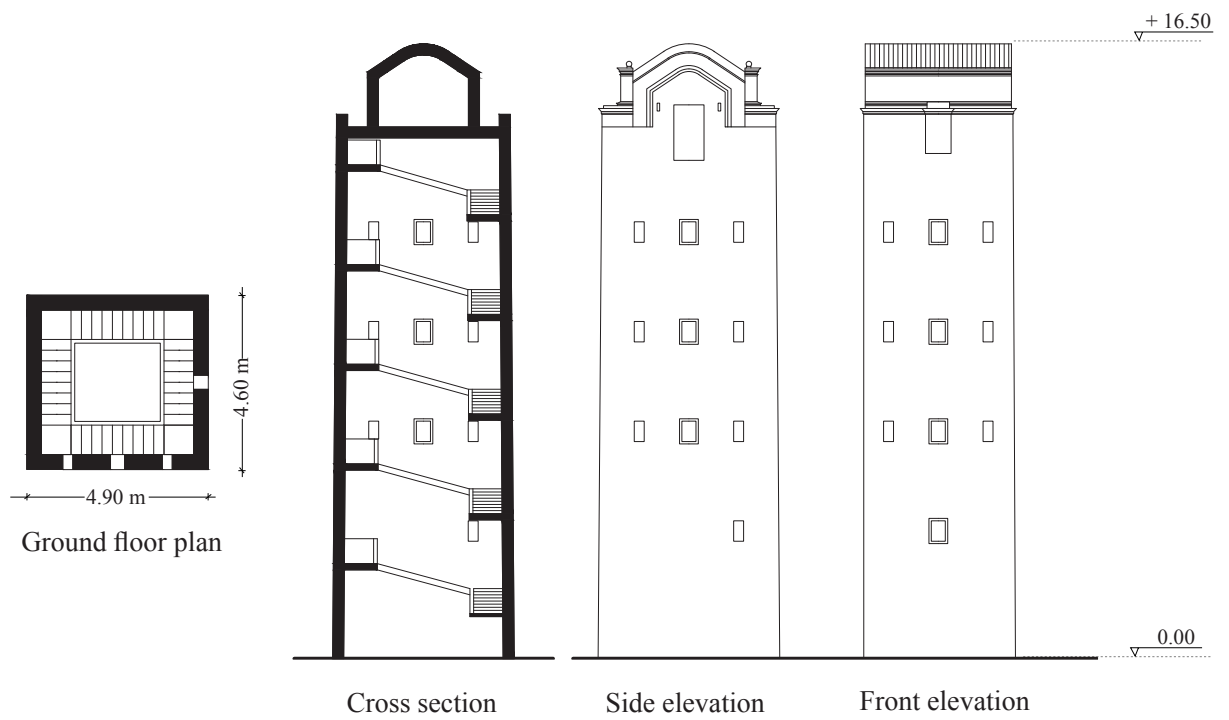 + 16.50
4.60 m
4.90 m
Ground floor plan
0.00
Cross section
Side elevation
Front elevation